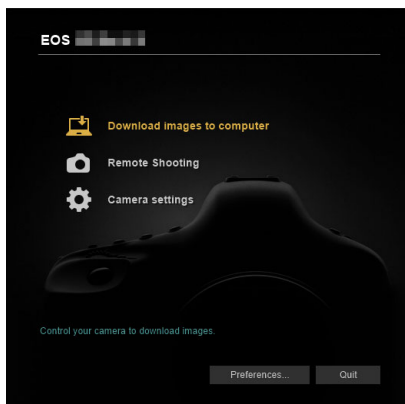 EOS
Download images to computer
Remote Shooting
Camera settings
Control your camera to download images.
Preferences...
Quit